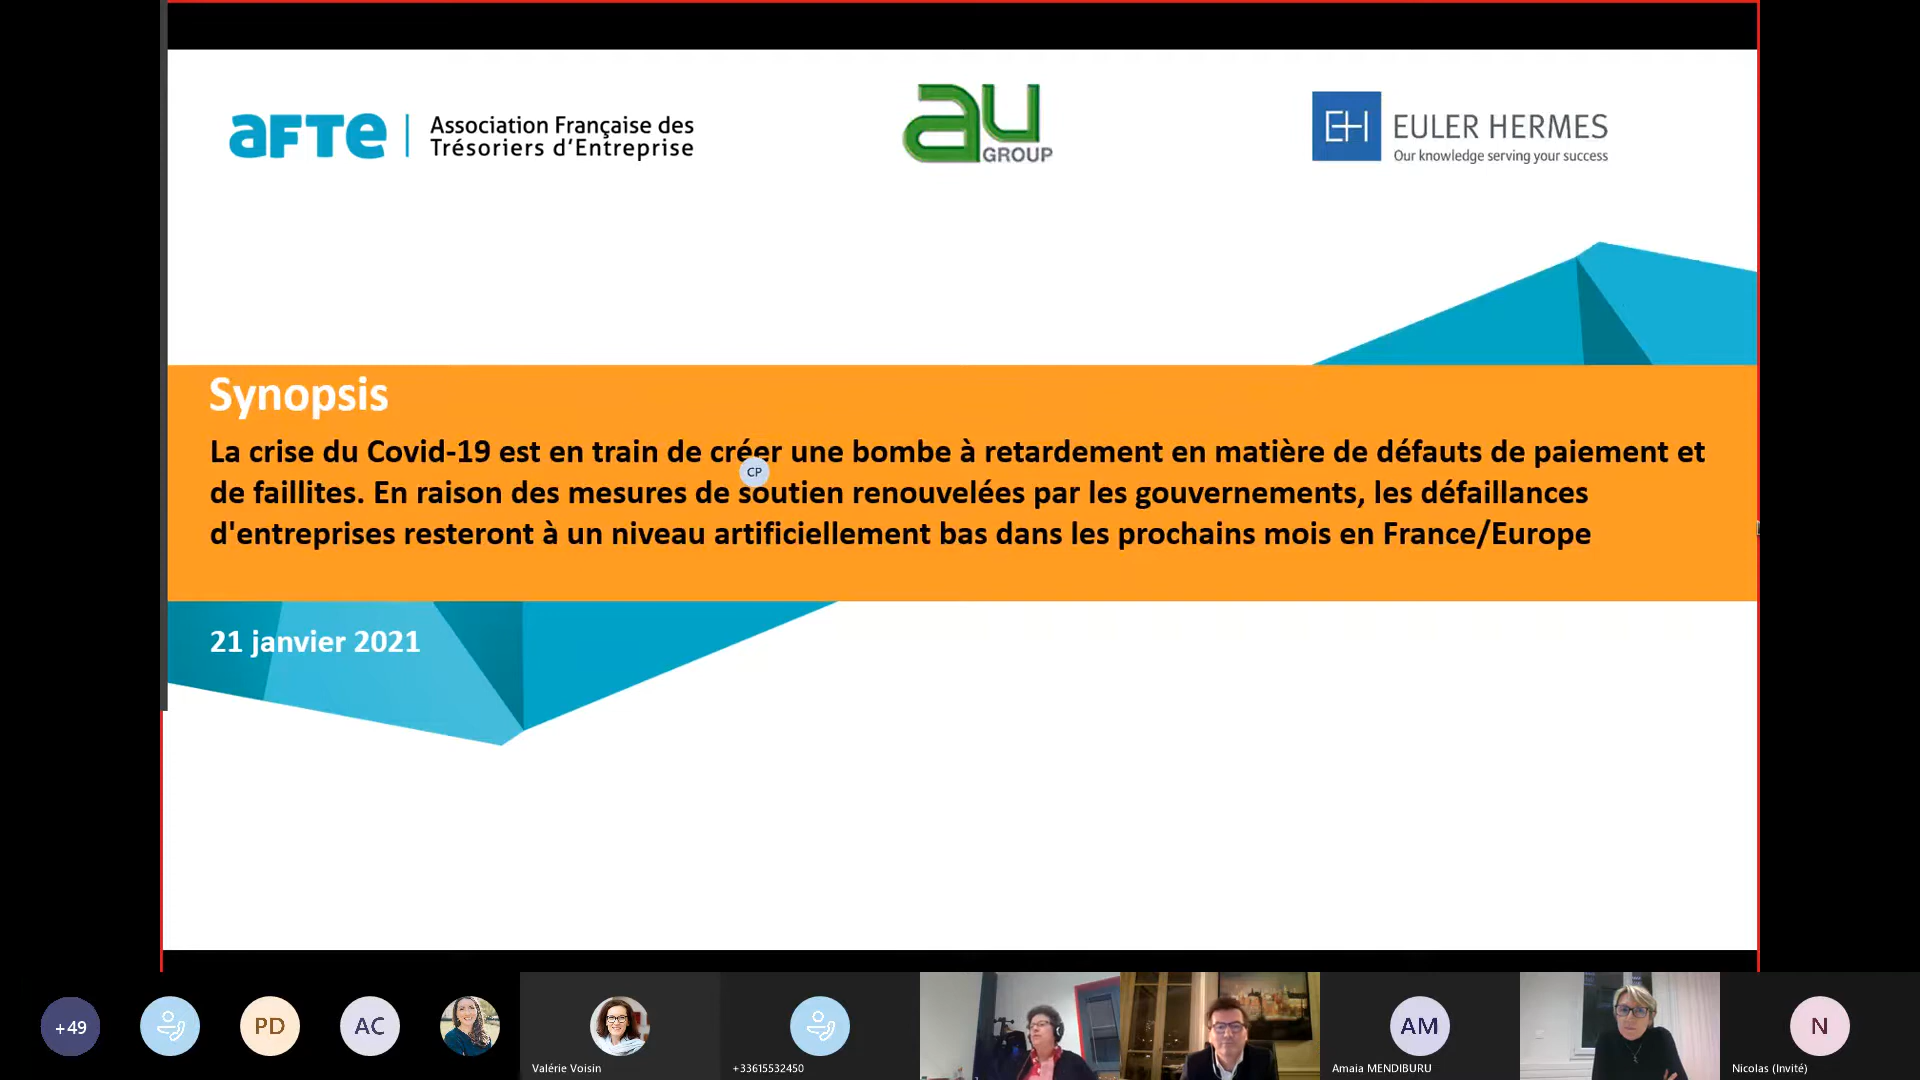 aFTe
Association Française des
Trésoriers d'Entreprise
au
GROUP
EH
EULER HERMES
Our knowledge serving your success
Synopsis
La crise du Covid-19 est en train de créer une bombe à retardement en matière de défauts de paiement et
CP
de faillites. En raison des mesures de soutien renouvelées par les gouvernements, les défaillances
d'entreprises resteront à un niveau artificiellement bas dans les prochains mois en France/Europe
21 janvier 2021
+49
PD
AC
Valérie Voisin
+33615532450
AM
Amaia MENDIBURU
N
Nicolas (Invité)